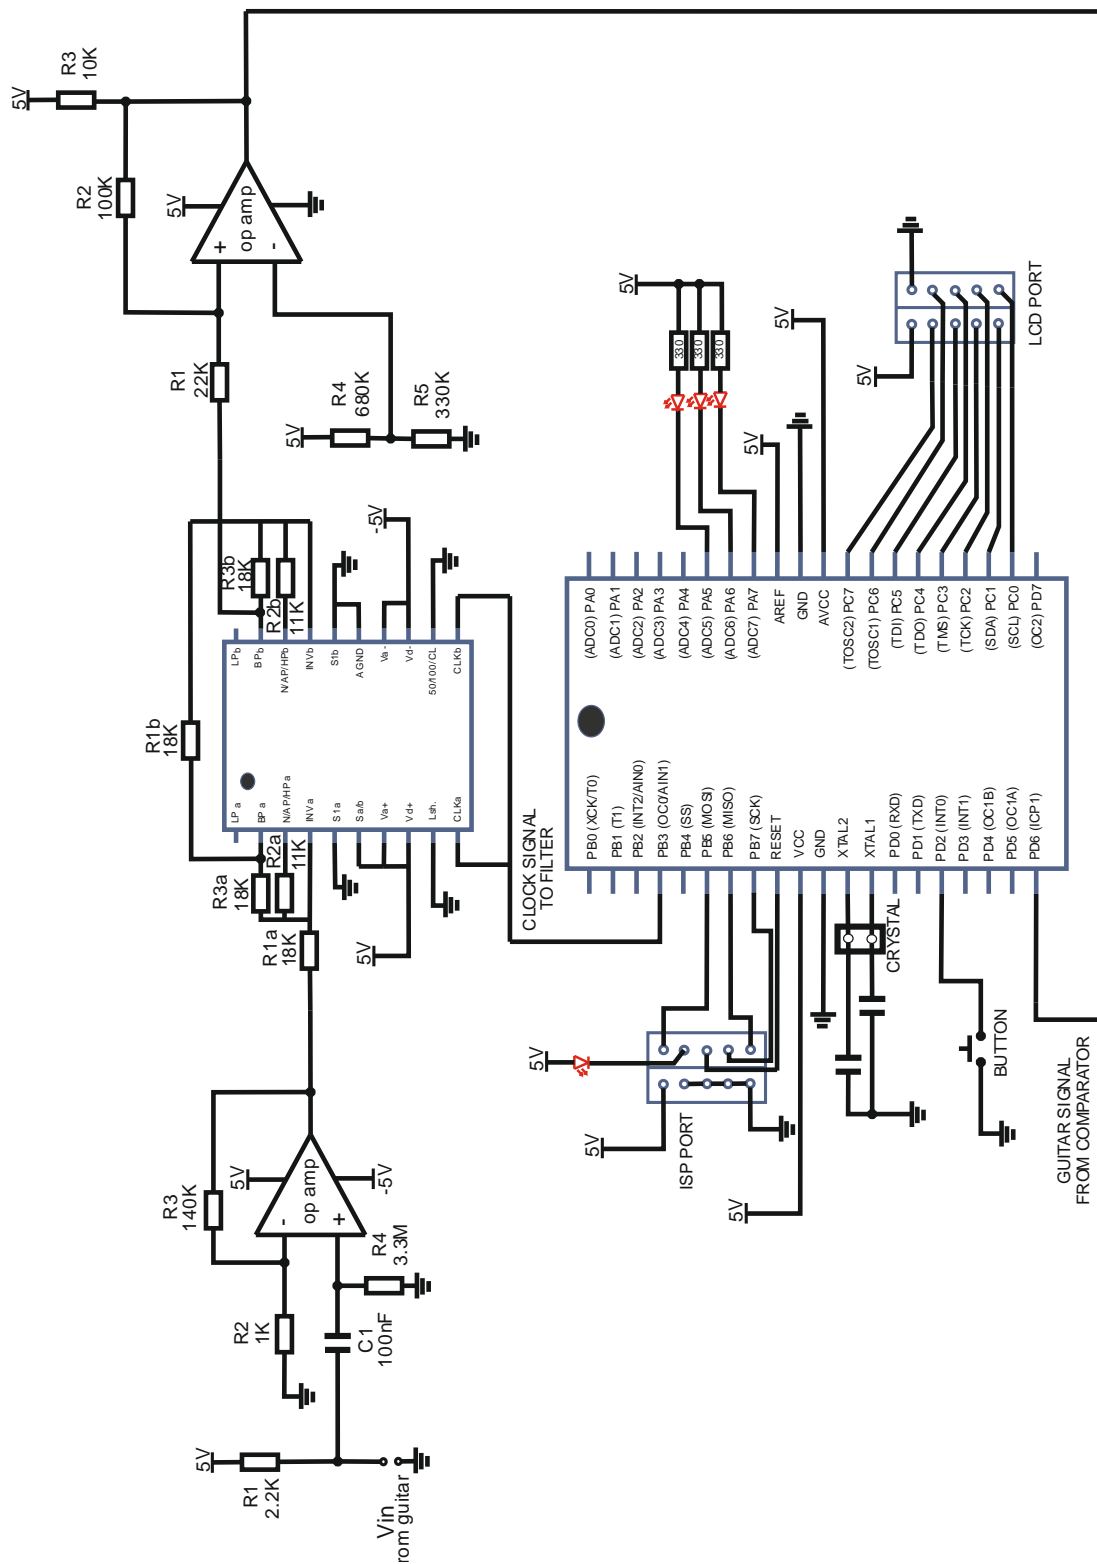 Vin
rom guitar
5V
R1
2.2K
C1
100nF
R2
1K
R4
3.3M
R3
140K
5V
-5V
-
+
op amp
R1a
18K
R3a
18K
R2a
11K
5V
LPa
BPa
N/AP/HPa
INVa
S1a
Sa/b
Va+
Vd+
Lsh.
CLKa
LPb
BPb
N/AP/HPb
INVb
S1b
AGND
Va-
Vd-
50/100/CL
CLKb
R1b
18K
R3b
18K
R2b
11K
-5V
R1
22K
5V
R4
680K
R5
330K
R2
100K
5V
R3
10K
5V
+
-
op amp
CLOCK SIGNAL
TO FILTER
5V
5V
ISP PORT
5V
CRYSTAL
BUTTON
GUITAR SIGNAL
FROM COMPARATOR
PB0 (XCK/T0)
PB1 (T1)
PB2 (INT2/AIN0)
PB3 (OC0/AIN1)
PB4 (SS)
PB5 (MOSI)
PB6 (MISO)
PB7 (SCK)
RESET
VCC
GND
XTAL2
XTAL1
PD0 (RXD)
PD1 (TXD)
PD2 (INT0)
PD3 (INT1)
PD4 (OC1B)
PD5 (OC1A)
PD6 (ICP1)
(ADC0) PA0
(ADC1) PA1
(ADC2) PA2
(ADC3) PA3
(ADC4) PA4
(ADC5) PA5
(ADC6) PA6
(ADC7) PA7
AREF
GND
AVCC
(TOSC2) PC7
(TOSC1) PC6
(TDI) PC5
(TDO) PC4
(TMS) PC3
(TCK) PC2
(SDA) PC1
(SCL) PC0
(OC2) PD7
330
330
330
5V
5V
5V
5V
LCD PORT